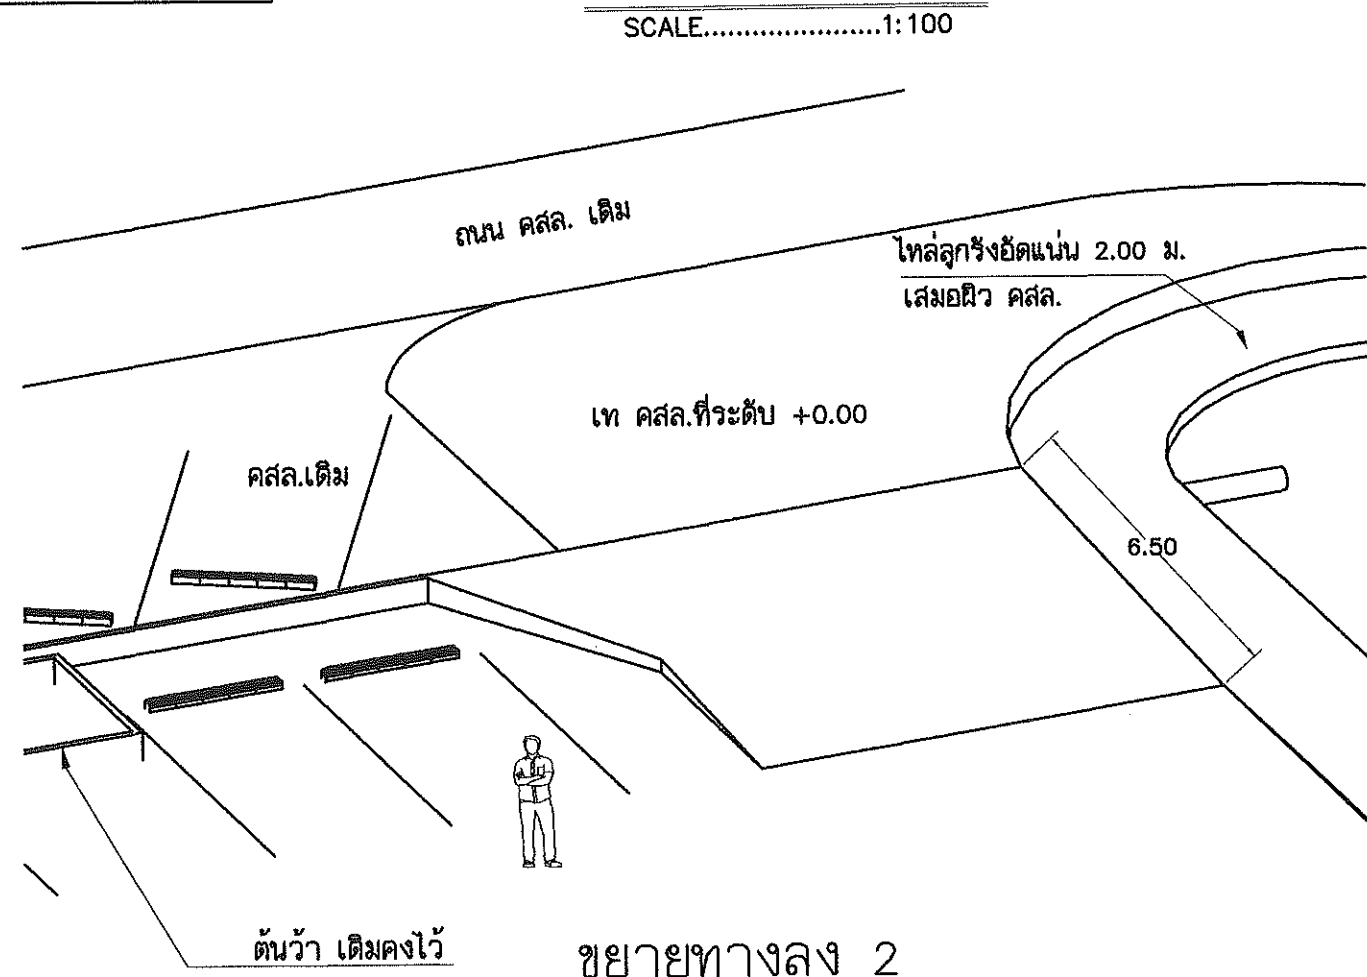 SCALE......................1:100
ถนน คสล. เดิม
ไหล่ลูกรังอัดแน่น 2.00 ม.
เสมอผิว คสล.
เท คสล.ที่ระดับ +0.00
คสล.เดิม
6.50
ต้นว้า เดิมคงไว้
ขยายทางลง 2